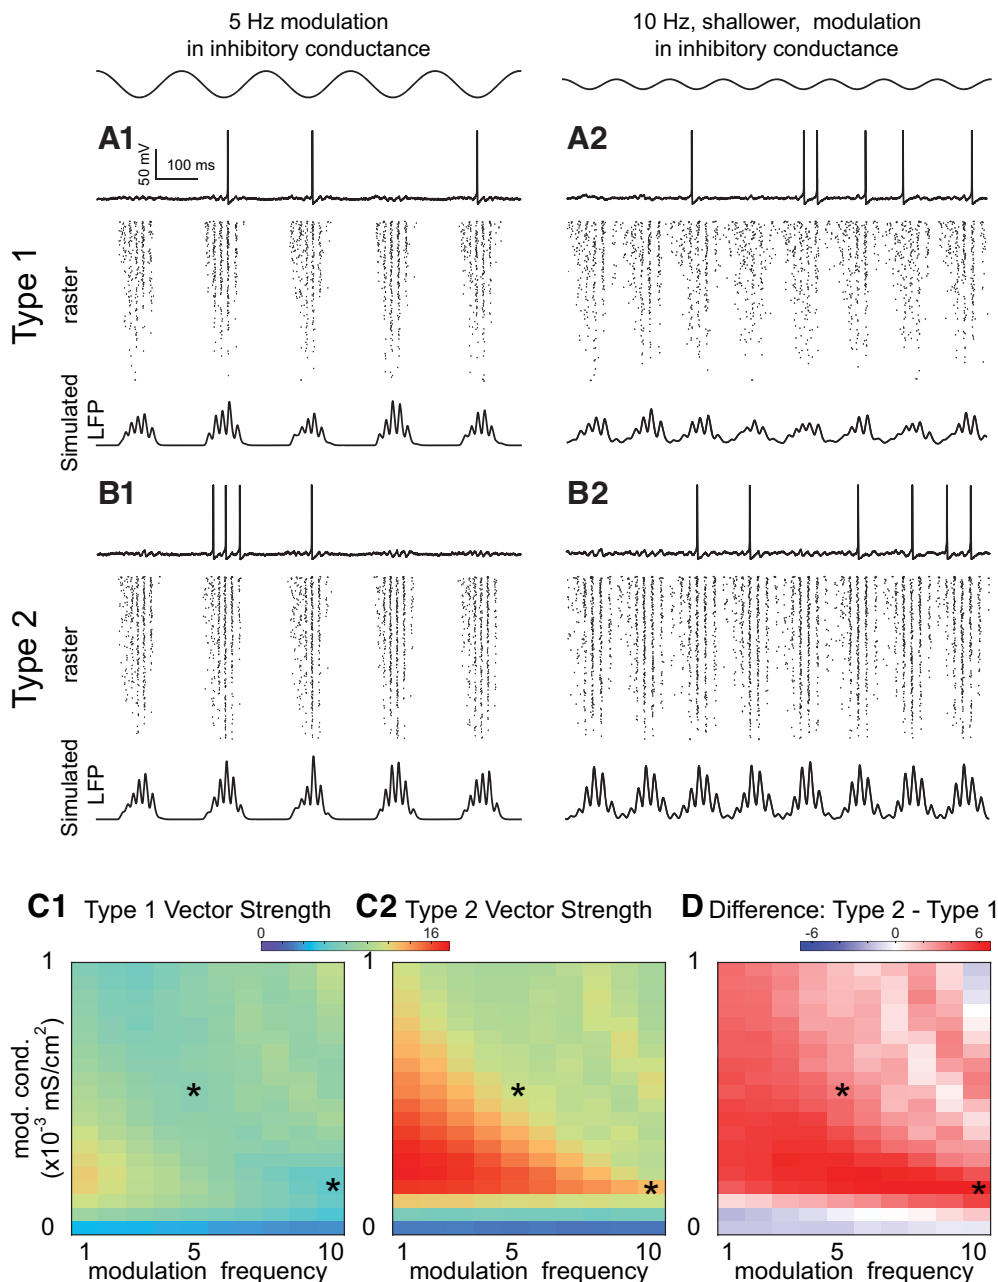 5 Hz modulation
in inhibitory conductance
10 Hz, shallower, modulation
in inhibitory conductance
Type 1
A1
50 mV
100 ms
A2
raster
Simulated
LFP
Type 2
B1
B2
raster
Simulated
LFP
C1 Type 1 Vector Strength
0 16
C2 Type 2 Vector Strength
D Difference: Type 2 - Type 1
-6 0 6
mod. cond.
(x10⁻³ mS/cm²)
1
0
1 5 10
modulation frequency
*
*
1
0
1 5 10
modulation frequency
*
*
1
0
1 5 10
modulation frequency
*
*